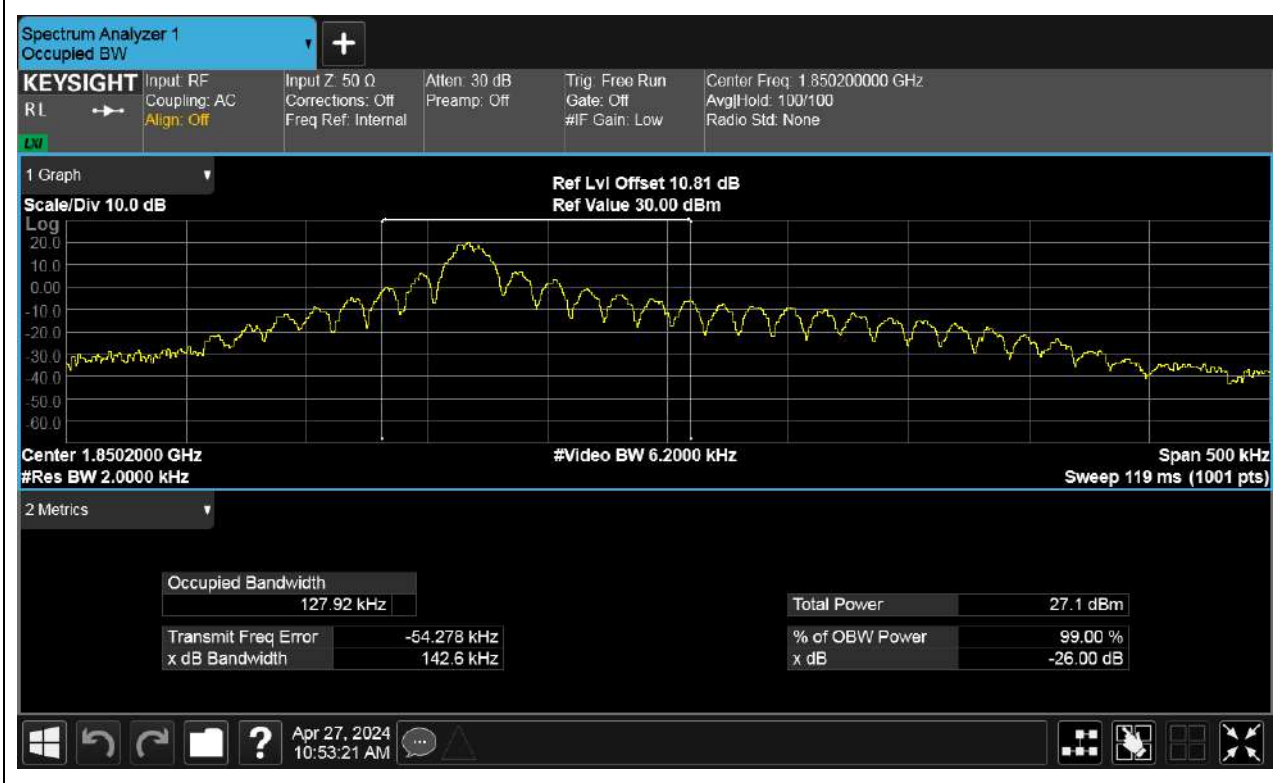 Spectrum Analyzer 1
Occupied BW
+
KEYSIGHT
RL
LXI
Input: RF
Coupling: AC
Align: Off
Input Z: 50 Ω
Corrections: Off
Freq Ref: Internal
Atten: 30 dB
Preamp: Off
Trig: Free Run
Gate: Off
#IF Gain: Low
Center Freq: 1.850200000 GHz
Avg|Hold: 100/100
Radio Std: None
1 Graph
Ref Lvl Offset 10.81 dB
Scale/Div 10.0 dB
Ref Value 30.00 dBm
Log
20.0
10.0
0.00
-10.0
-20.0
-30.0
-40.0
-50.0
-60.0
Center 1.8502000 GHz
#Video BW 6.2000 kHz
Span 500 kHz
#Res BW 2.0000 kHz
Sweep 119 ms (1001 pts)
2 Metrics
Occupied Bandwidth
127.92 kHz
Total Power 27.1 dBm
Transmit Freq Error -54.278 kHz
% of OBW Power 99.00 %
x dB Bandwidth 142.6 kHz
x dB -26.00 dB
?
Apr 27, 2024
10:53:21 AM